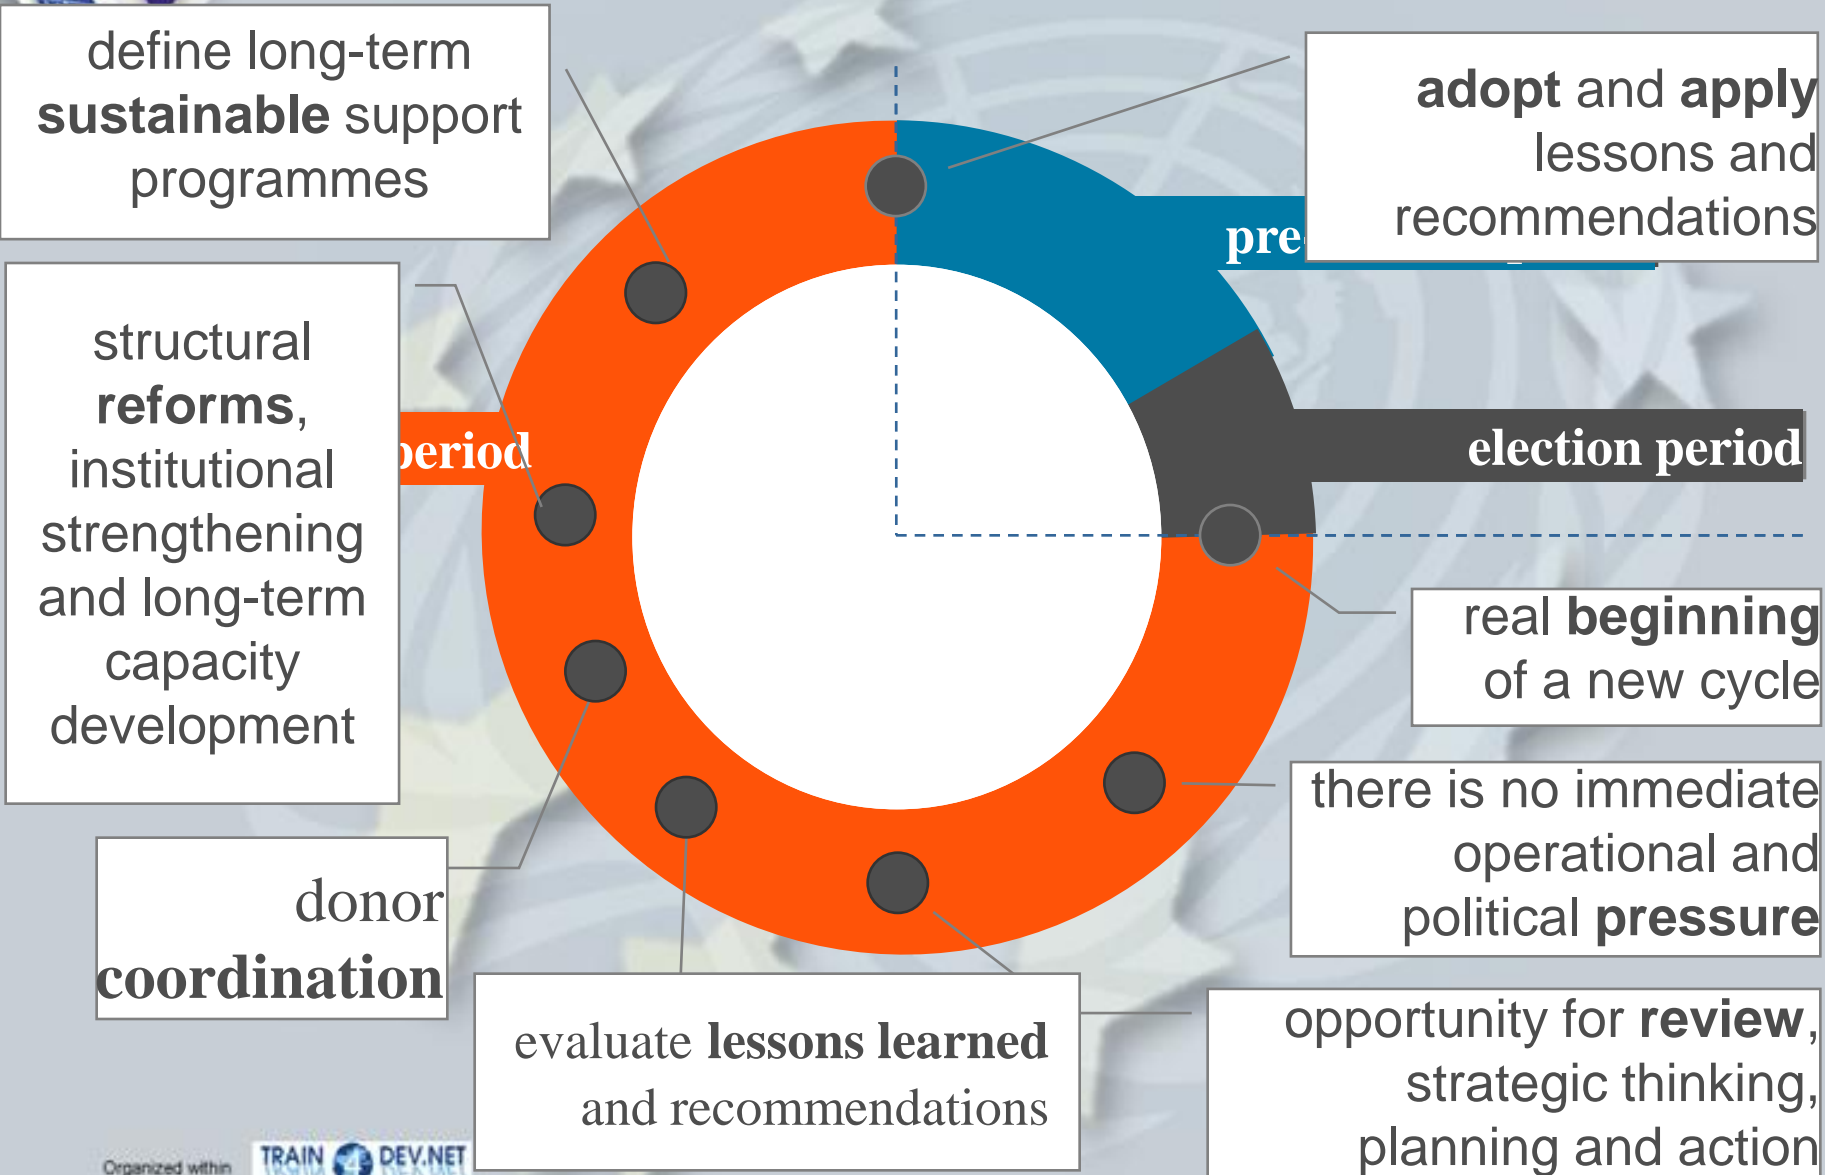 define long-term
sustainable support
programmes
adopt and apply
lessons and
recommendations
pre-
structural
reforms,
institutional
strengthening
and long-term
capacity
development
period
election period
real beginning
of a new cycle
there is no immediate
operational and
political pressure
donor
coordination
evaluate lessons learned
and recommendations
opportunity for review,
strategic thinking,
planning and action
Organized within
TRAIN 4 DEV.NET